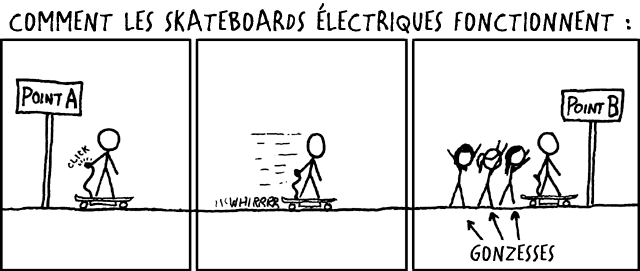 COMMENT LES SKATEBOARDS ÉLECTRIQUES FONCTIONNENT :
POINT A
CLICK
WHIRRRR
POINT B
GONZESSES